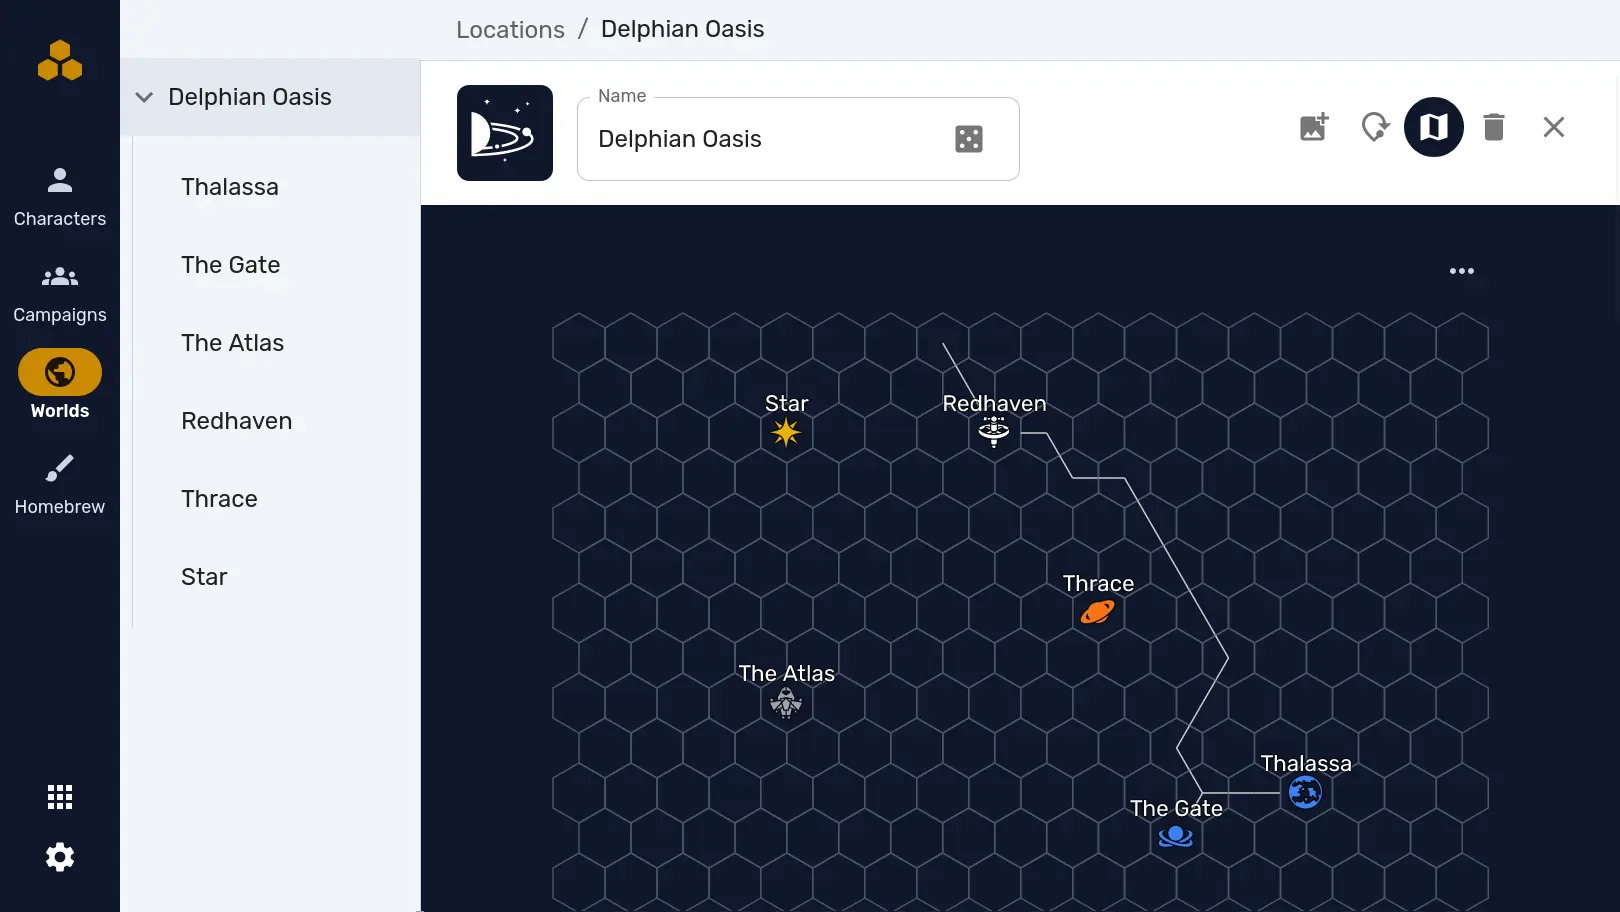 Locations / Delphian Oasis
Delphian Oasis
Name
Delphian Oasis
Characters
Campaigns
Worlds
Homebrew
Thalassa
The Gate
The Atlas
Redhaven
Thrace
Star
Star
Redhaven
Thrace
The Atlas
Thalassa
The Gate